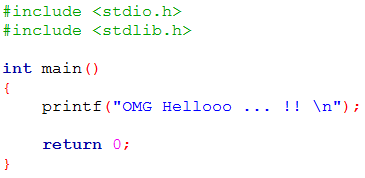 #include <stdio.h>
#include <stdlib.h>

int main()
{
    printf("OMG Hellooo ... !! \n");

    return 0;
}